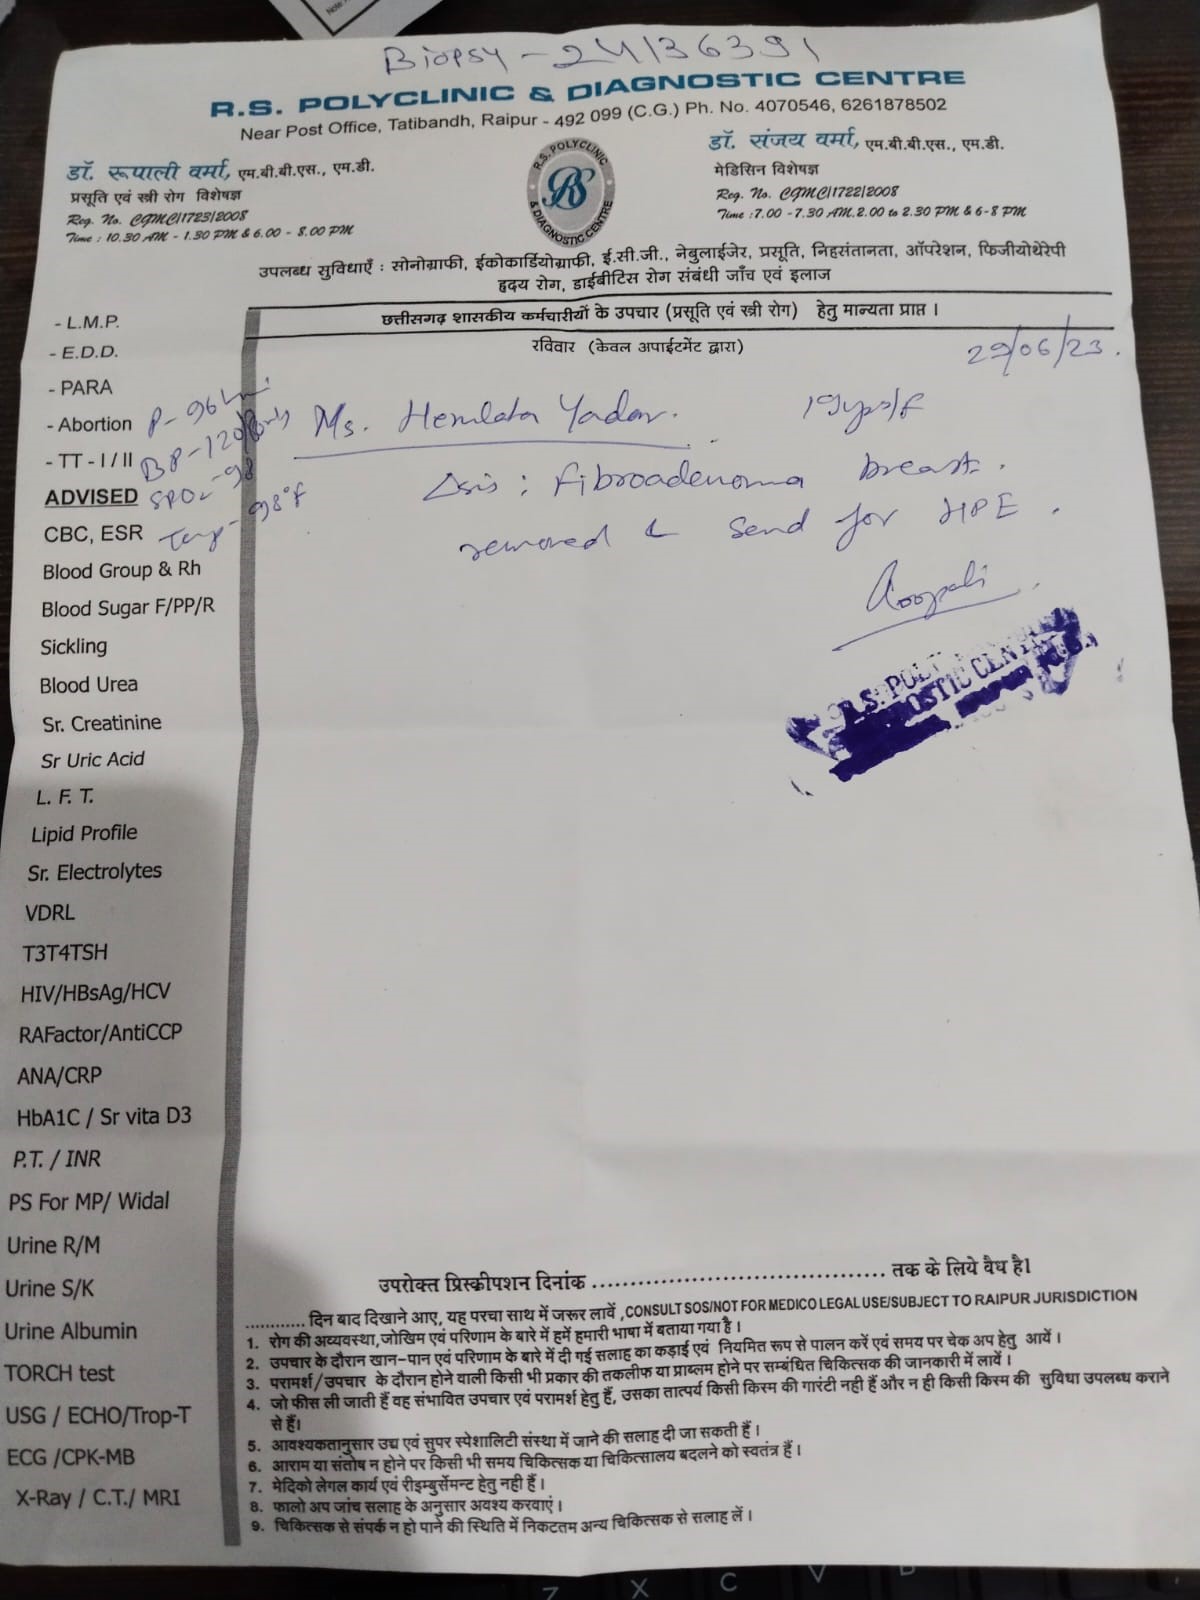 Biopsy - 24136391
R.S. POLYCLINIC & DIAGNOSTIC CENTRE
Near Post Office, Tatibandh, Raipur - 492 099 (C.G.) Ph. No. 4070546, 6261878502
डॉ. रूपाली वर्मा, एम.बी.बी.एस., एम.डी.
प्रसूति एवं स्त्री रोग विशेषज्ञ
Reg. No. CGMC/1723/2008
Time : 10.30 AM - 1.30 PM & 6.00 - 8.00 PM
R.S. POLYCLINIC
RS
& DIAGNOSTIC CENTRE
डॉ. संजय वर्मा, एम.बी.बी.एस., एम.डी.
मेडिसिन विशेषज्ञ
Reg. No. CGMC/1722/2008
Time :7.00 - 7.30 AM.2.00 to 2.30 PM & 6-8 PM
उपलब्ध सुविधाएँ : सोनोग्राफी, ईकोकार्डियोग्राफी, ई.सी.जी., नेबुलाईजेर, प्रसूति, निहसंतानता, ऑपरेशन, फिजीयोथेरेपी
हृदय रोग, डाईबीटिस रोग संबंधी जाँच एवं इलाज
छत्तीसगढ़ शासकीय कर्मचारीयों के उपचार (प्रसूति एवं स्त्री रोग) हेतु मान्यता प्राप्त ।
रविवार (केवल अपाईटमेंट द्वारा)
29/06/23.
- L.M.P.
- E.D.D.
- PARA
- Abortion
- TT - I / II
ADVISED
CBC, ESR
Blood Group & Rh
Blood Sugar F/PP/R
Sickling
Blood Urea
Sr. Creatinine
Sr Uric Acid
L. F. T.
Lipid Profile
Sr. Electrolytes
VDRL
T3T4TSH
HIV/HBsAg/HCV
RAFactor/AntiCCP
ANA/CRP
HbA1C / Sr vita D3
P.T. / INR
PS For MP/ Widal
Urine R/M
Urine S/K
Urine Albumin
TORCH test
USG / ECHO/Trop-T
ECG /CPK-MB
X-Ray / C.T./ MRI
P- 96
BP-120/
SPO2-98
Temp-98°F
Ms. Hemlata Yadav. 19yrs/F
Δsis : Fibroadenoma breast.
removed & send for HPE.
Roopali
R.S. POLY
OSTIC CENT
उपरोक्त प्रिस्कीपशन दिनांक .......................................... तक के लिये वैध है।
............ दिन बाद दिखाने आए, यह परचा साथ में जरूर लावें ,CONSULT SOS/NOT FOR MEDICO LEGAL USE/SUBJECT TO RAIPUR JURISDICTION
1. रोग की अव्यवस्था,जोखिम एवं परिणाम के बारे में हमें हमारी भाषा में बताया गया है ।
2. उपचार के दौरान खान-पान एवं परिणाम के बारे में दी गई सलाह का कड़ाई एवं नियमित रूप से पालन करें एवं समय पर चेक अप हेतु आयें ।
3. परामर्श/उपचार के दौरान होने वाली किसी भी प्रकार की तकलीफ या प्राब्लम होने पर सम्बंधित चिकित्सक की जानकारी में लावें ।
4. जो फीस ली जाती हैं वह संभावित उपचार एवं परामर्श हेतु हैं, उसका तात्पर्य किसी किस्म की गारंटी नही हैं और न ही किसी किस्म की सुविधा उपलब्ध कराने
से हैं।
5. आवश्यकतानुसार उच्च एवं सुपर स्पेशालिटी संस्था में जाने की सलाह दी जा सकती हैं ।
6. आराम या संतोष न होने पर किसी भी समय चिकित्सक या चिकित्सालय बदलने को स्वतंत्र हैं ।
7. मेदिको लेगल कार्य एवं रीइम्बुर्सेमन्ट हेतु नही हैं ।
8. फालो अप जांच सलाह के अनुसार अवश्य करवाएं ।
9. चिकित्सक से संपर्क न हो पाने की स्थिति में निकटतम अन्य चिकित्सक से सलाह लें ।
Z X C V B